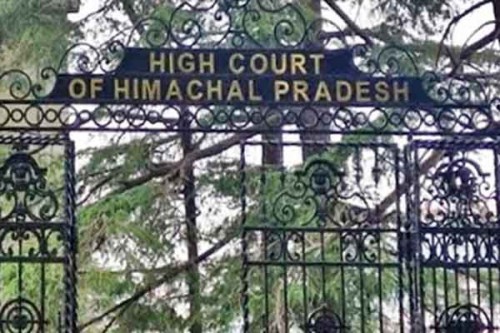 HIGH COURT
OF HIMACHAL PRADESH